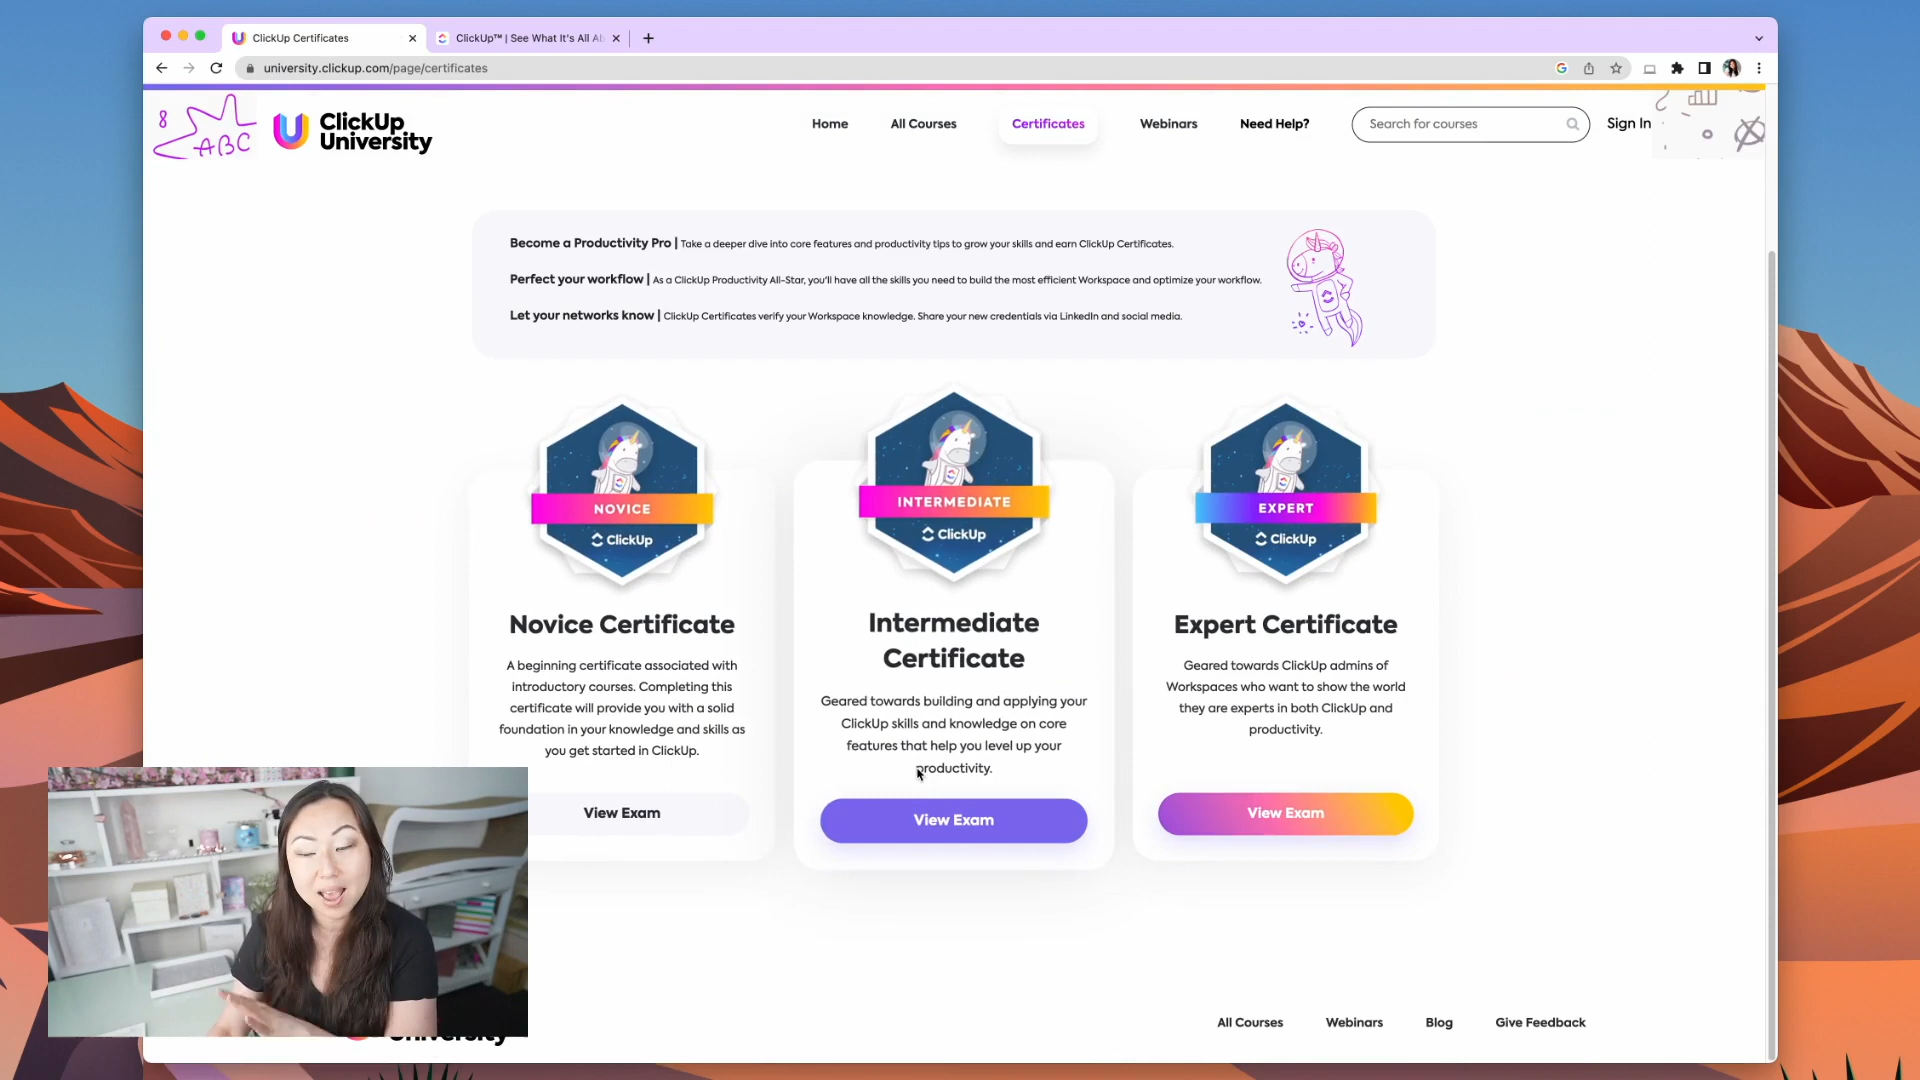 ClickUp Certificates
ClickUp™ | See What It's All Ab
university.clickup.com/page/certificates
8
ABC
ClickUp
University
Home
All Courses
Certificates
Webinars
Need Help?
Search for courses
Sign In
Become a Productivity Pro | Take a deeper dive into core features and productivity tips to grow your skills and earn ClickUp Certificates.
Perfect your workflow | As a ClickUp Productivity All-Star, you'll have all the skills you need to build the most efficient Workspace and optimize your workflow.
Let your networks know | ClickUp Certificates verify your Workspace knowledge. Share your new credentials via LinkedIn and social media.
NOVICE
ClickUp
Novice Certificate
A beginning certificate associated with
introductory courses. Completing this
certificate will provide you with a solid
foundation in your knowledge and skills as
you get started in ClickUp.
View Exam
INTERMEDIATE
ClickUp
Intermediate
Certificate
Geared towards building and applying your
ClickUp skills and knowledge on core
features that help you level up your
productivity.
View Exam
EXPERT
ClickUp
Expert Certificate
Geared towards ClickUp admins of
Workspaces who want to show the world
they are experts in both ClickUp and
productivity.
View Exam
All Courses
Webinars
Blog
Give Feedback
University